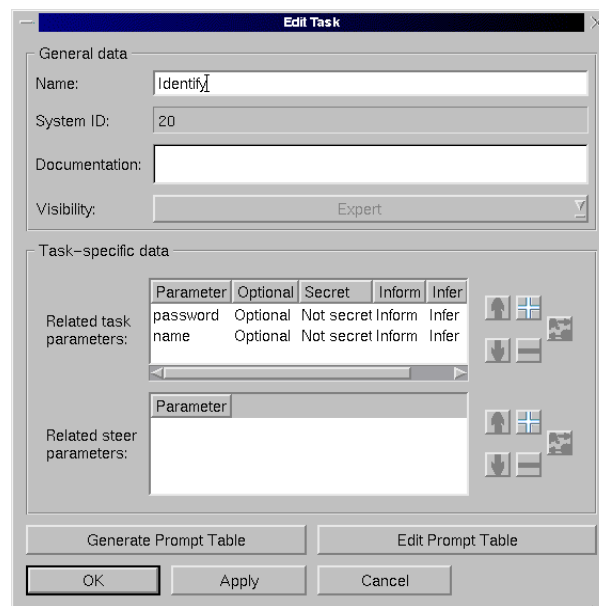 Edit Task
General data
Name: Identify
System ID: 20
Documentation:
Visibility: Expert
Task-specific data
Parameter Optional Secret Inform Infer
Related task parameters:
password Optional Not secret Inform Infer
name Optional Not secret Inform Infer
Parameter
Related steer parameters:
Generate Prompt Table Edit Prompt Table
OK Apply Cancel